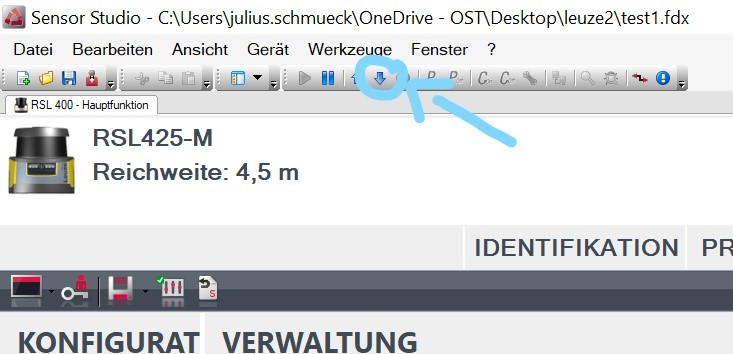 Sensor Studio - C:\Users\julius.schmueck\OneDrive - OST\Desktop\leuze2\test1.fdx
Datei Bearbeiten Ansicht Gerät Werkzeuge Fenster ?
RSL 400 - Hauptfunktion
RSL425-M
Reichweite: 4,5 m
IDENTIFIKATION PR
KONFIGURAT VERWALTUNG